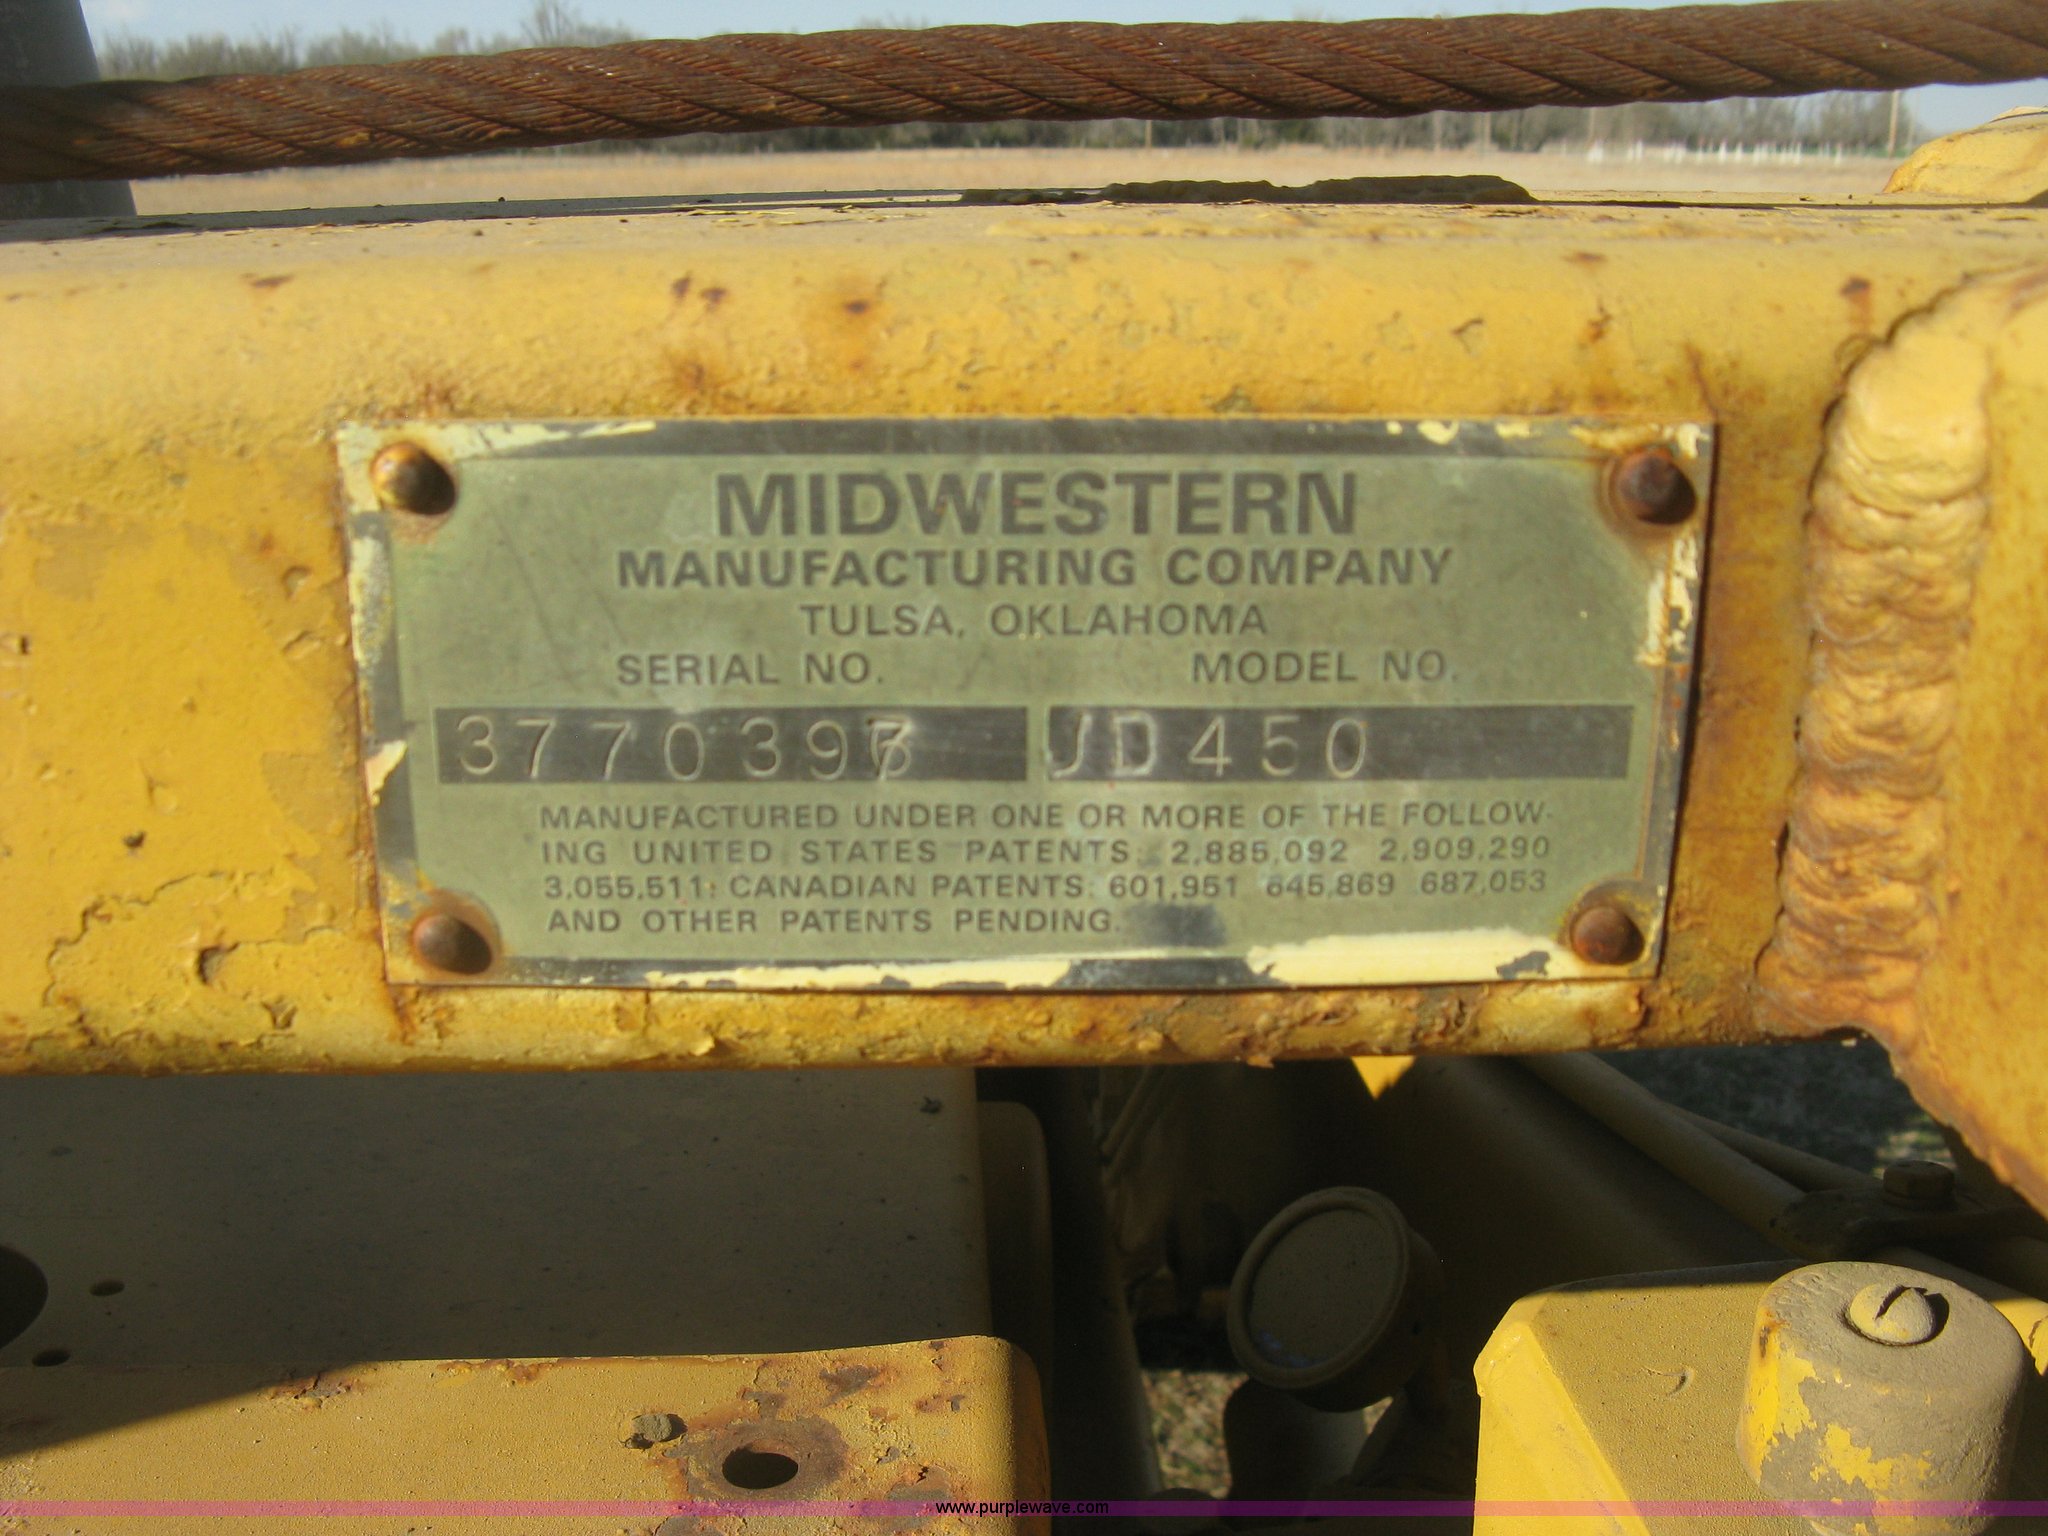 MIDWESTERN
MANUFACTURING COMPANY
TULSA, OKLAHOMA
SERIAL NO. MODEL NO.
JD450
MANUFACTURED UNDER ONE OR MORE OF THE FOLLOW-
ING UNITED STATES PATENTS: 2,885,092 2,909,290
3,055,511; CANADIAN PATENTS: 601,951 645,869 687,053
AND OTHER PATENTS PENDING.
www.purplewave.com